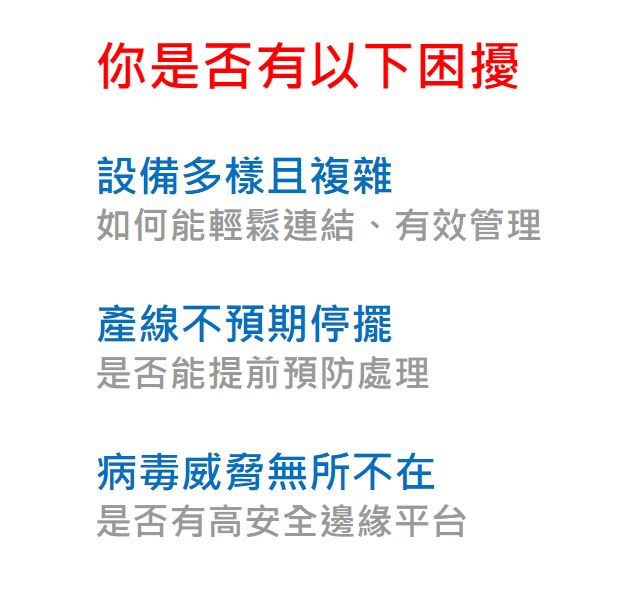 你是否有以下困擾
設備多樣且複雜
如何能輕鬆連結、有效管理
產線不預期停擺
是否能提前預防處理
病毒威脅無所不在
是否有高安全邊緣平台